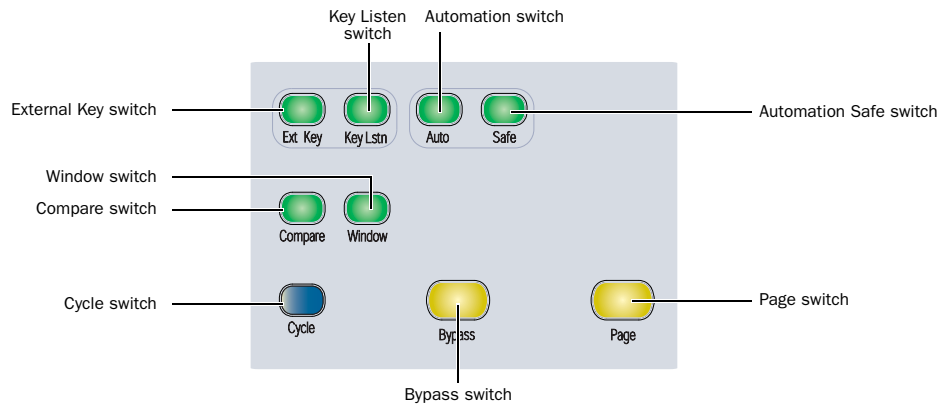 Key Listen
switch
Automation switch
External Key switch
Automation Safe switch
Ext Key
Key Lstn
Auto
Safe
Window switch
Compare switch
Compare
Window
Cycle switch
Page switch
Cycle
Bypass
Page
Bypass switch